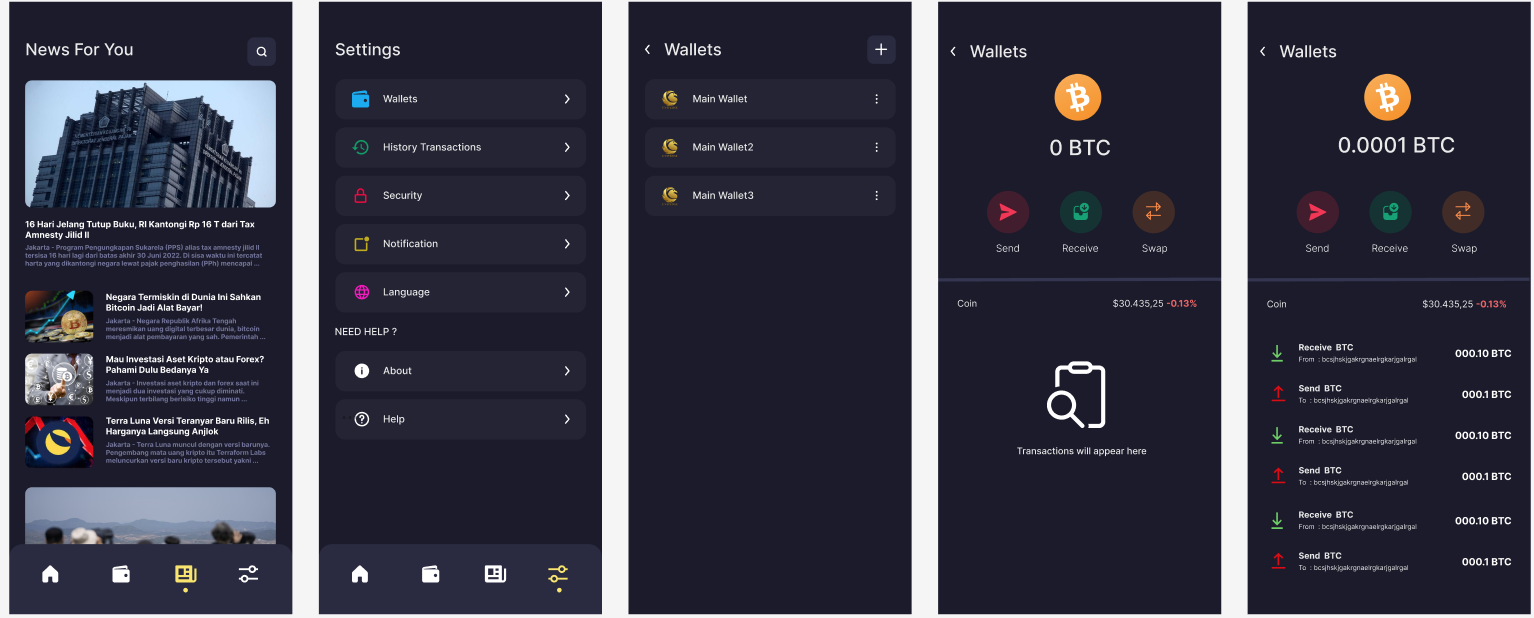 News For You
16 Hari Jelang Tutup Buku, RI Kantongi Rp 16 T dari Tax
Amnesty Jilid II
Jakarta - Program Pengungkapan Sukarela (PPS) alias tax amnesty jilid II
tersisa 16 hari lagi dari batas akhir 30 Juni 2022. Di sisa waktu ini tercatat
harta yang dikantongi negara lewat pajak penghasilan (PPh) mencapai ...
Negara Termiskin di Dunia Ini Sahkan
Bitcoin Jadi Alat Bayar!
Jakarta - Negara Republik Afrika Tengah
meresmikan uang digital terbesar dunia, bitcoin
menjadi alat pembayaran yang sah. Pemerintah ...
Mau Investasi Aset Kripto atau Forex?
Pahami Dulu Bedanya Ya
Jakarta - Investasi aset kripto dan forex saat ini
menjadi dua investasi yang cukup diminati.
Meskipun terbilang berisiko tinggi namun ...
Terra Luna Versi Teranyar Baru Rilis, Eh
Harganya Langsung Anjlok
Jakarta - Terra Luna muncul dengan versi barunya.
Pengembang mata uang kripto itu Terraform Labs
meluncurkan versi baru kripto tersebut yakni ...
Settings
Wallets
History Transactions
Security
Notification
Language
NEED HELP ?
About
Help
Wallets
Main Wallet
Main Wallet2
Main Wallet3
Wallets
0 BTC
Send
Receive
Swap
Coin
$30.435,25 -0.13%
Transactions will appear here
Wallets
0.0001 BTC
Send
Receive
Swap
Coin
$30.435,25 -0.13%
Receive BTC
From : bcsjhskjgakrgnaelrgkarjgalrgal
000.10 BTC
Send BTC
To : bcsjhskjgakrgnaelrgkarjgalrgal
000.1 BTC
Receive BTC
From : bcsjhskjgakrgnaelrgkarjgalrgal
000.10 BTC
Send BTC
To : bcsjhskjgakrgnaelrgkarjgalrgal
000.1 BTC
Receive BTC
From : bcsjhskjgakrgnaelrgkarjgalrgal
000.10 BTC
Send BTC
To : bcsjhskjgakrgnaelrgkarjgalrgal
000.1 BTC